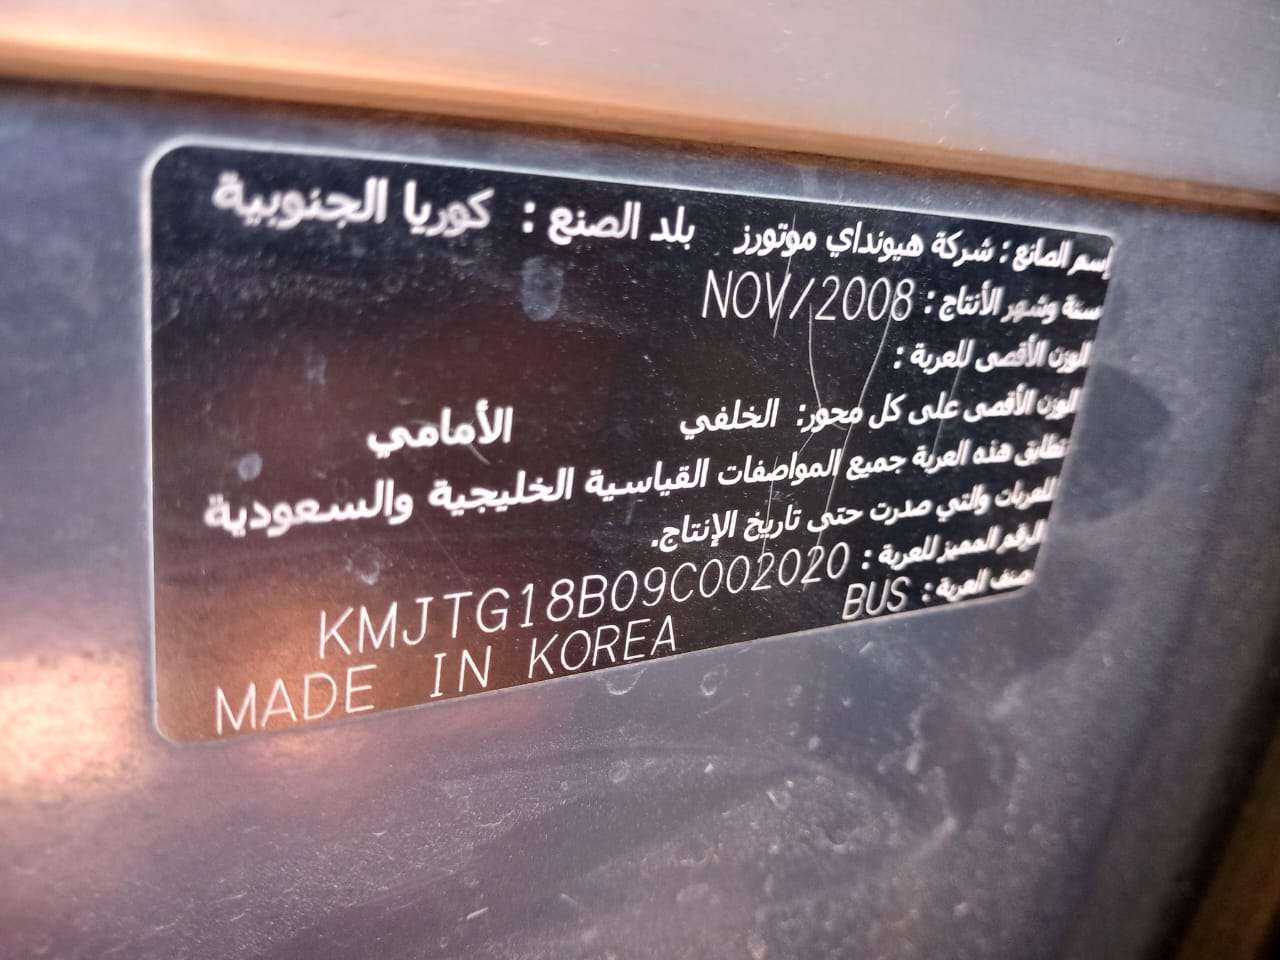 إسم الصانع : شركة هيونداي موتورز بلد الصنع : كوريا الجنوبية
سنة وشهر الأنتاج : NOV/2008
الوزن الأقصى للعربة :
الوزن الأقصى على كل محور: الخلفي الأمامي
تطابق هذه العربة جميع المواصفات القياسية الخليجية والسعودية
للعربات والتي صدرت حتى تاريخ الإنتاج.
الرقم المميز للعربة : KMJTG18B09C002020
صنف العربة : BUS
MADE IN KOREA